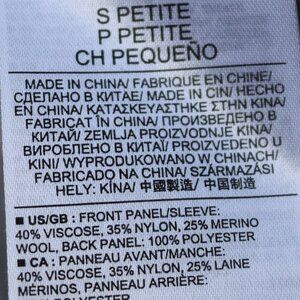 S PETITE
P PETITE
CH PEQUEÑO
MADE IN CHINA/ FABRIQUE EN CHINE/
СДЕЛАНО В КИТАЕ/ MADE IN CIN/ HECHO
EN CHINA/ ΚΑΤΑΣΚΕΥΑΣΤΗΚΕ ΣΤΗΝ ΚΙΝΑ/
FABRICAT ÎN CHINA/ ПРОИЗВЕДЕНО В
КИТАЙ/ ZEMLJA PROIZVODNJE KINA/
ВИРОБЛЕНО В КИТАЇ/ PROIZVEDENO U
KINI/ WYPRODUKOWANO W CHINACH/
FABRICADO NA CHINA/ SZÁRMAZÁSI
HELY: KÍNA/ 中國製造/ 中国制造
■ US/GB : FRONT PANEL/SLEEVE:
40% VISCOSE, 35% NYLON, 25% MERINO
WOOL, BACK PANEL: 100% POLYESTER
■ CA : PANNEAU AVANT/MANCHE:
40% VISCOSE, 35% NYLON, 25% LAINE
MÉRINOS, PANNEAU ARRIÈRE:
POLYESTER